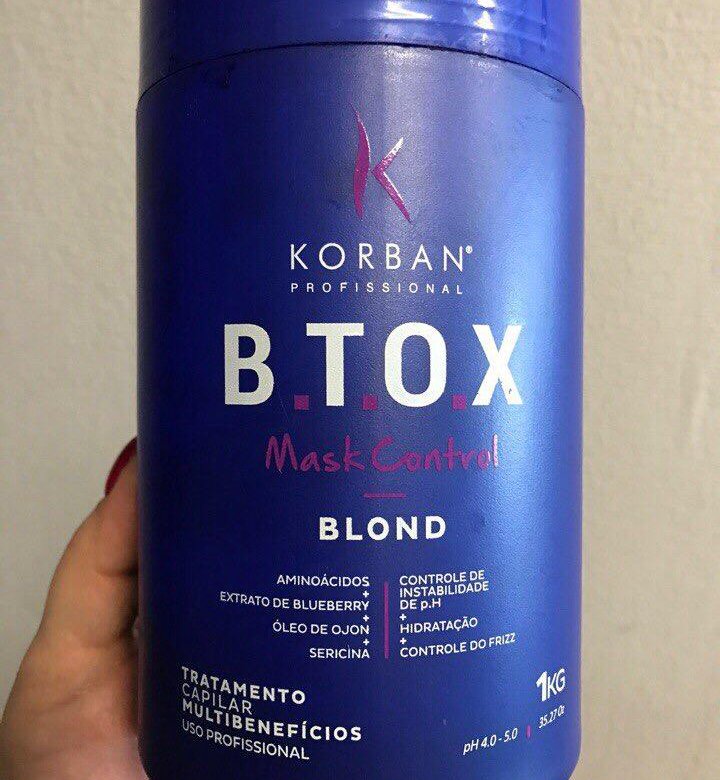 K
KORBAN®
PROFISSIONAL
B.T.O.X
Mask Control
BLOND
AMINOÁCIDOS
+
EXTRATO DE BLUEBERRY
+
ÓLEO DE OJON
+
SERICÍNA
CONTROLE DE
INSTABILIDADE
DE p.H
+
HIDRATAÇÃO
+
CONTROLE DO FRIZZ
TRATAMENTO
CAPILAR
MULTIBENEFÍCIOS
USO PROFISSIONAL
1KG
pH 4.0 - 5.0 | 35.27 Oz